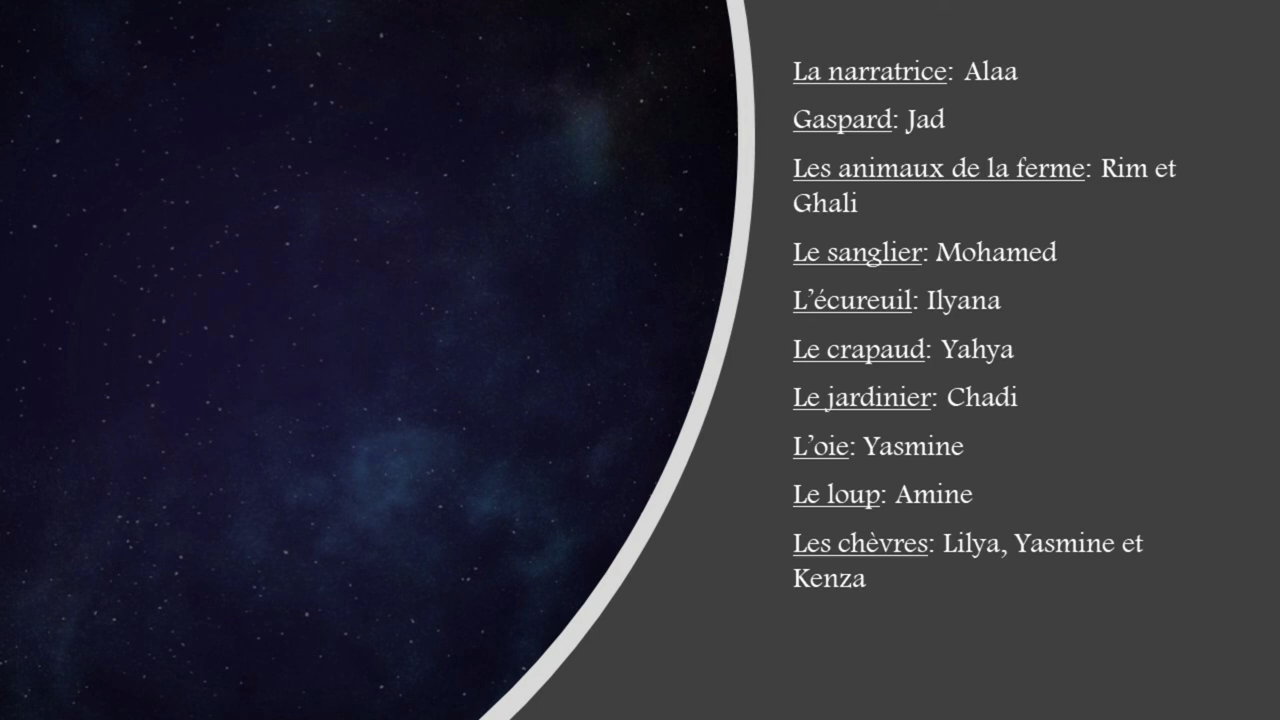 La narratrice: Alaa
Gaspard: Jad
Les animaux de la ferme: Rim et
Ghali
Le sanglier: Mohamed
L’écureuil: Ilyana
Le crapaud: Yahya
Le jardinier: Chadi
L’oie: Yasmine
Le loup: Amine
Les chèvres: Lilya, Yasmine et
Kenza